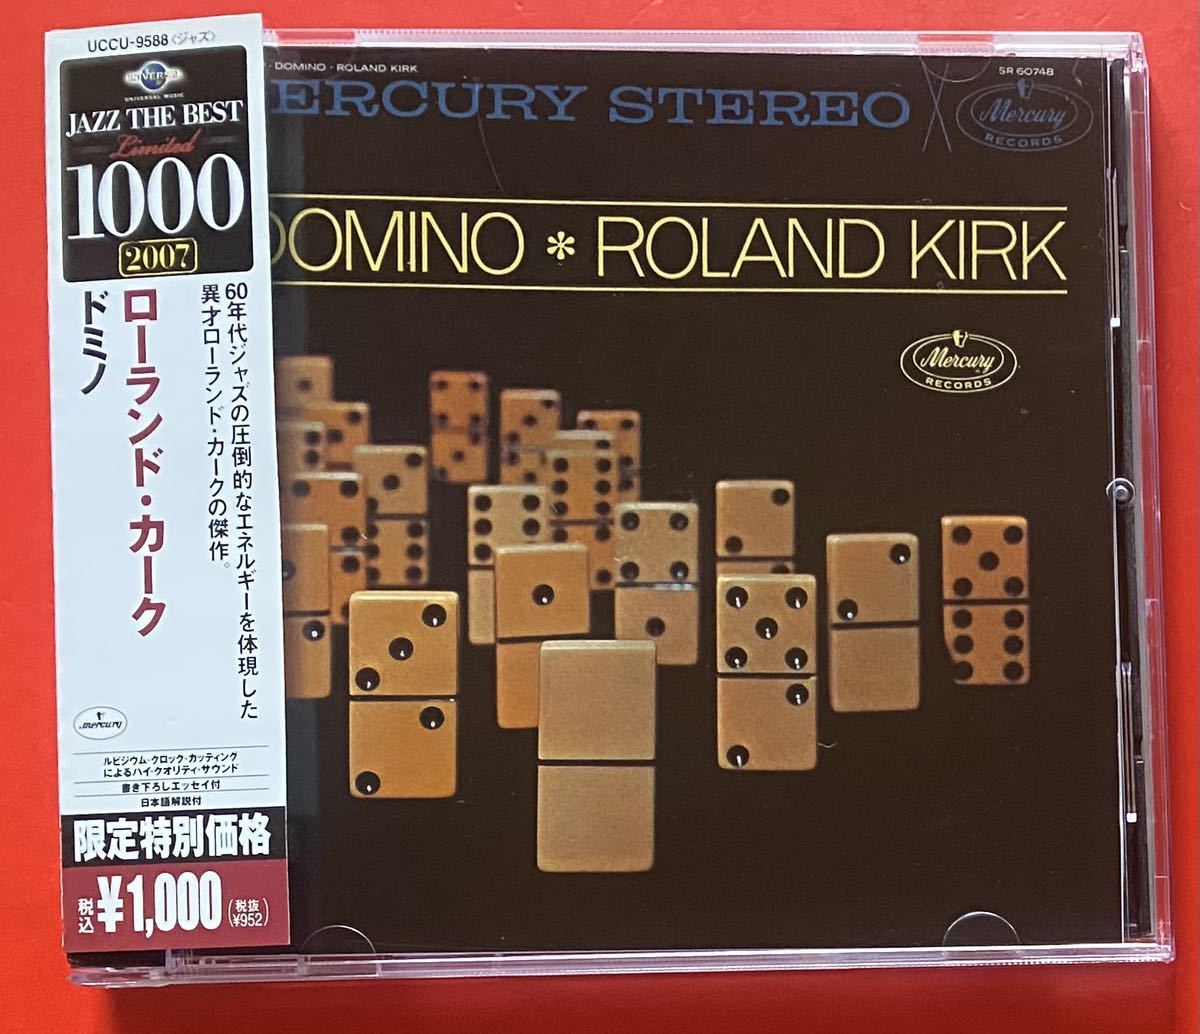 UCCU-9588〈ジャズ〉
UNIVERSAL
UNIVERSAL MUSIC
JAZZ THE BEST
Limited
1000
2007
60年代ジャズの圧倒的なエネルギーを体現した
異才ローランド・カークの傑作。
ローランド・カーク
ドミノ
mercury
ルビジウム・クロック・カッティング
によるハイ・クオリティ・サウンド
書き下ろしエッセイ付
日本語解説付
限定特別価格
税込 ¥1,000 (税抜 ¥952)
· DOMINO · ROLAND KIRK
SR 60748
ERCURY STEREO
Mercury
RECORDS
DOMINO * ROLAND KIRK
Mercury
RECORDS